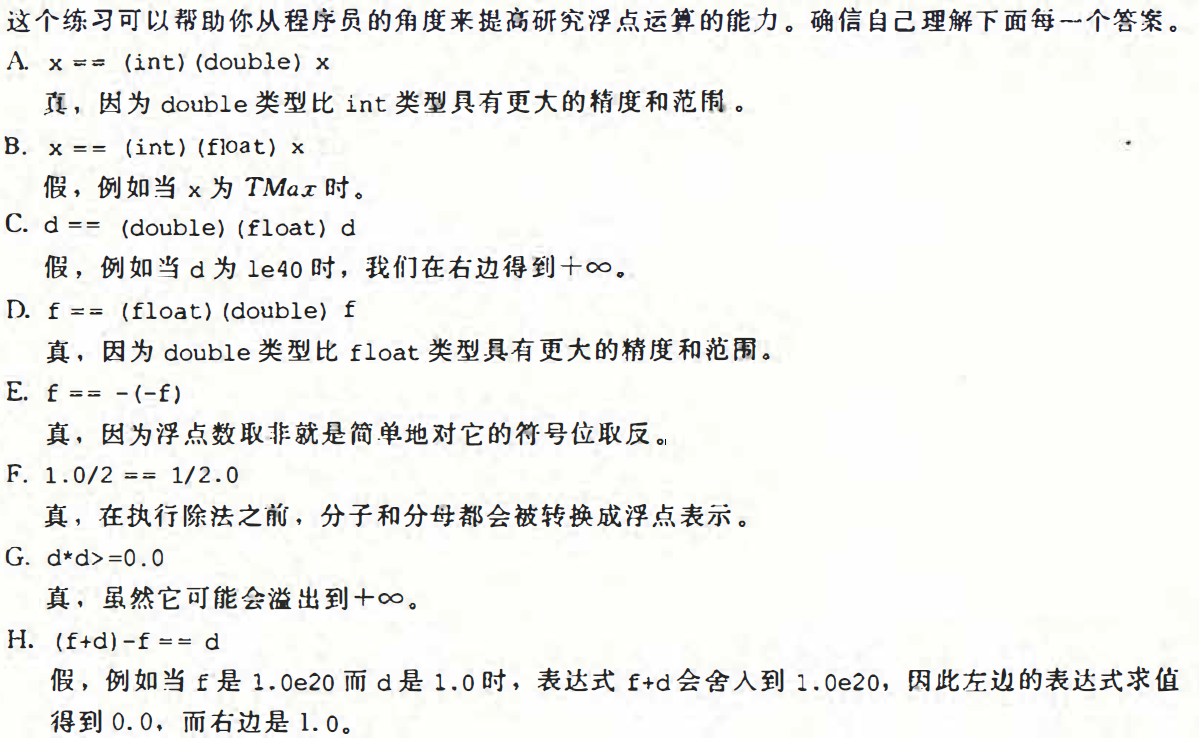 这个练习可以帮助你从程序员的角度来提高研究浮点运算的能力。确信自己理解下面每一个答案。
A. x == (int)(double) x
真，因为 double 类型比 int 类型具有更大的精度和范围。
B. x == (int)(float) x
假，例如当 x 为 TMax 时。
C. d == (double)(float) d
假，例如当 d 为 1e40 时，我们在右边得到+∞。
D. f == (float)(double) f
真，因为 double 类型比 float 类型具有更大的精度和范围。
E. f == -(-f)
真，因为浮点数取非就是简单地对它的符号位取反。
F. 1.0/2 == 1/2.0
真，在执行除法之前，分子和分母都会被转换成浮点表示。
G. d*d>=0.0
真，虽然它可能会溢出到+∞。
H. (f+d)-f == d
假，例如当 f 是 1.0e20 而 d 是 1.0 时，表达式 f+d 会舍入到 1.0e20，因此左边的表达式求值
得到 0.0，而右边是 1.0。